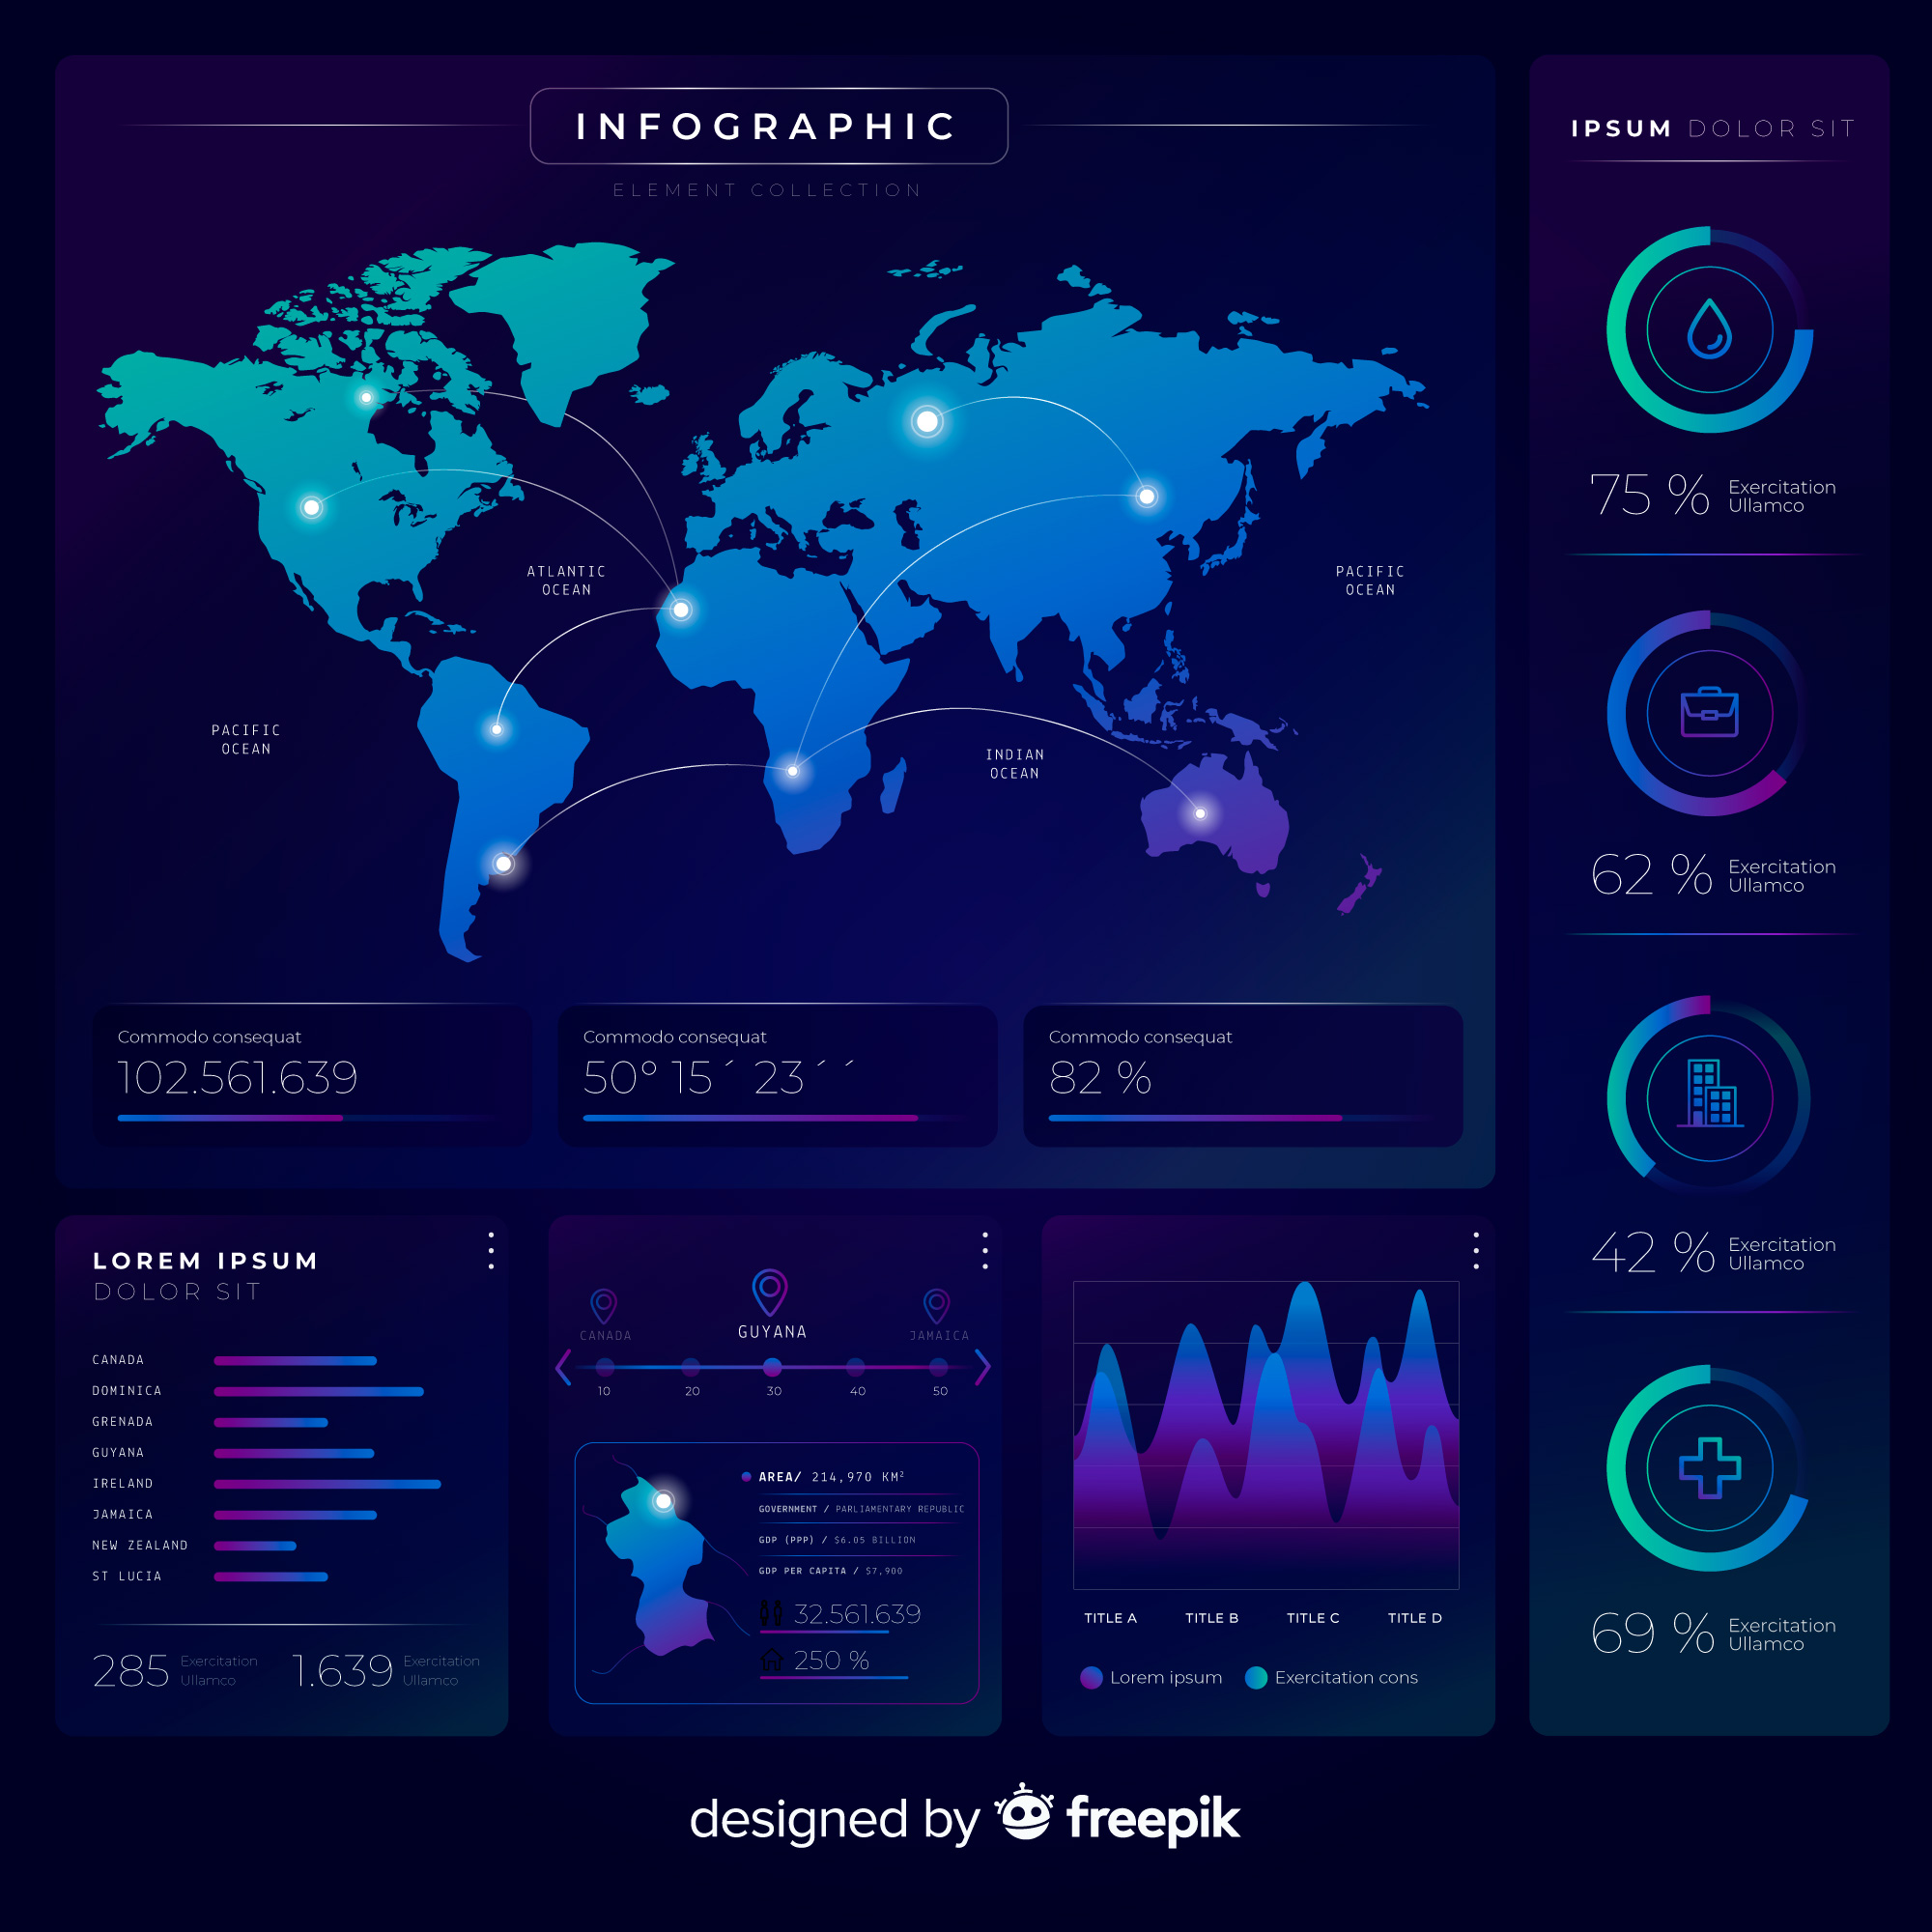 INFOGRAPHIC
ELEMENT COLLECTION
ATLANTIC
OCEAN
PACIFIC
OCEAN
PACIFIC
OCEAN
INDIAN
OCEAN
Commodo consequat
102.561.639
Commodo consequat
50° 15´ 23´´
Commodo consequat
82 %
IPSUM DOLOR SIT
75 % Exercitation
Ullamco
62 % Exercitation
Ullamco
42 % Exercitation
Ullamco
69 % Exercitation
Ullamco
LOREM IPSUM
DOLOR SIT
CANADA
DOMINICA
GRENADA
GUYANA
IRELAND
JAMAICA
NEW ZEALAND
ST LUCIA
285 Exercitation
Ullamco
1.639 Exercitation
Ullamco
CANADA
GUYANA
JAMAICA
10 20 30 40 50
AREA/ 214,970 KM²
GOVERNMENT / PARLIAMENTARY REPUBLIC
GDP (PPP) / $6.05 BILLION
GDP PER CAPITA / $7,900
32.561.639
250 %
TITLE A TITLE B TITLE C TITLE D
Lorem ipsum Exercitation cons
designed by freepik